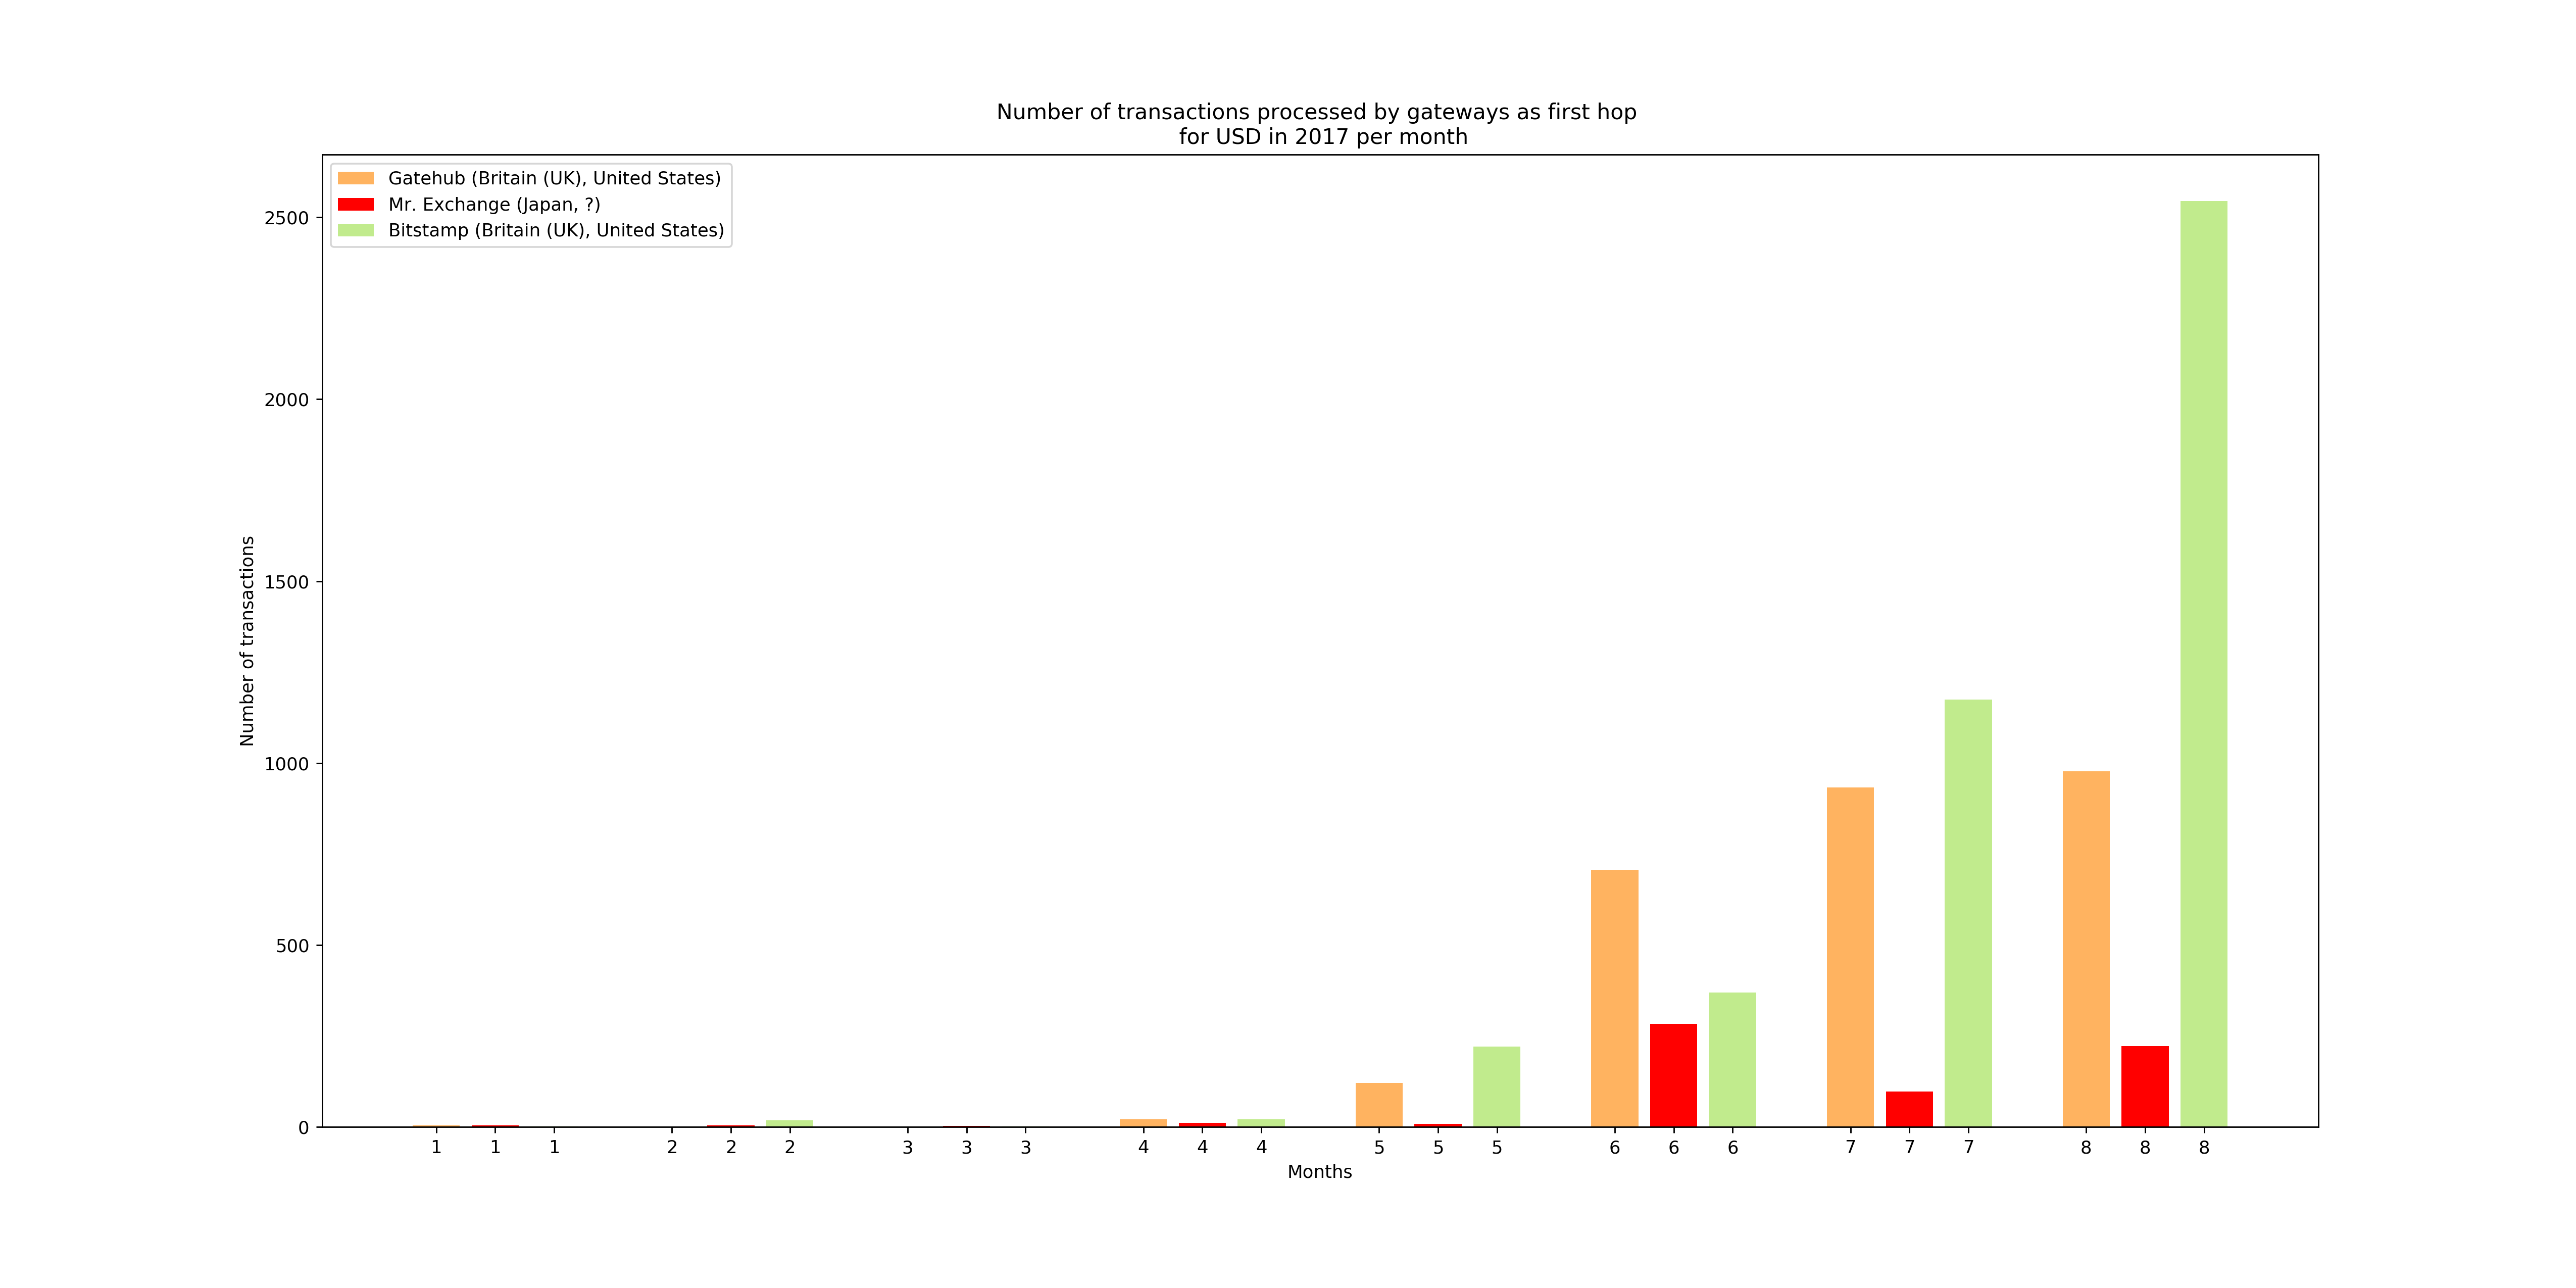 Number of transactions processed by gateways as first hop
for USD in 2017 per month
Gatehub (Britain (UK), United States)
Mr. Exchange (Japan, ?)
Bitstamp (Britain (UK), United States)
Number of transactions
2500
2000
1500
1000
500
0
1 1 1 2 2 2 3 3 3 4 4 4 5 5 5 6 6 6 7 7 7 8 8 8
Months